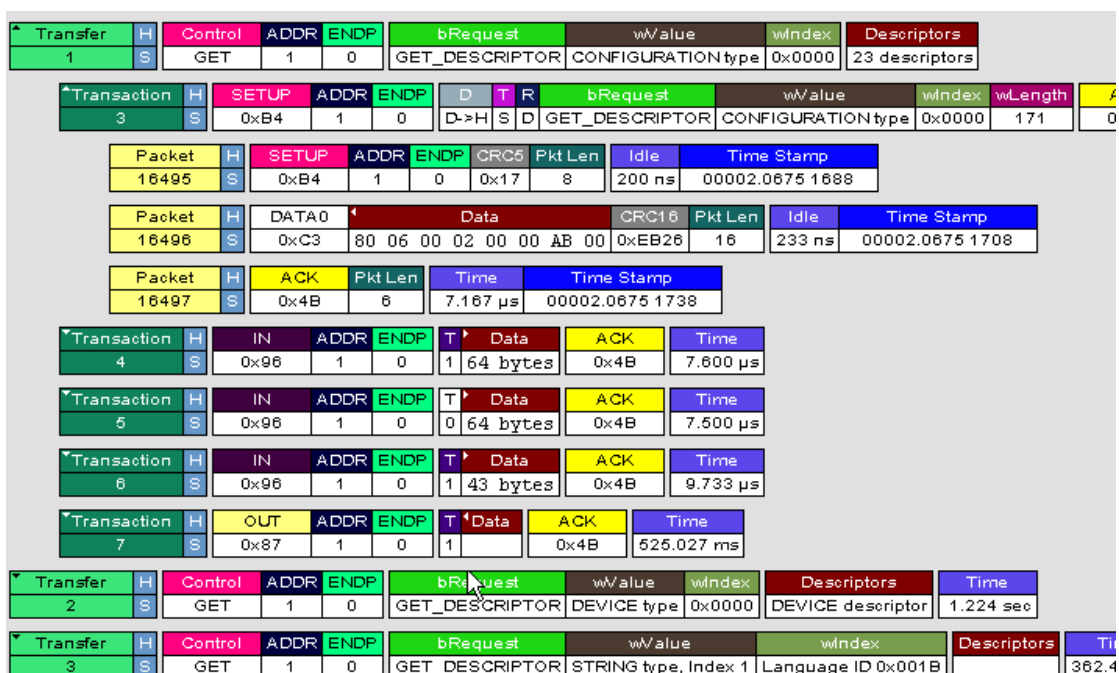 Transfer H Control ADDR ENDP bRequest wValue wIndex Descriptors
1 S GET 1 0 GET_DESCRIPTOR CONFIGURATION type 0x0000 23 descriptors
Transaction H SETUP ADDR ENDP D T R bRequest wValue wIndex wLength A
3 S 0xB4 1 0 D->H S D GET_DESCRIPTOR CONFIGURATION type 0x0000 171 0
Packet H SETUP ADDR ENDP CRC5 Pkt Len Idle Time Stamp
16495 S 0xB4 1 0 0x17 8 200 ns 00002.0675 1688
Packet H DATA0 Data CRC16 Pkt Len Idle Time Stamp
16496 S 0xC3 80 06 00 02 00 00 AB 00 0xEB26 16 233 ns 00002.0675 1708
Packet H ACK Pkt Len Time Time Stamp
16497 S 0x4B 6 7.167 µs 00002.0675 1738
Transaction H IN ADDR ENDP T Data ACK Time
4 S 0x96 1 0 1 64 bytes 0x4B 7.600 µs
Transaction H IN ADDR ENDP T Data ACK Time
5 S 0x96 1 0 0 64 bytes 0x4B 7.500 µs
Transaction H IN ADDR ENDP T Data ACK Time
6 S 0x96 1 0 1 43 bytes 0x4B 9.733 µs
Transaction H OUT ADDR ENDP T Data ACK Time
7 S 0x87 1 0 1 0x4B 525.027 ms
Transfer H Control ADDR ENDP bRequest wValue wIndex Descriptors Time
2 S GET 1 0 GET_DESCRIPTOR DEVICE type 0x0000 DEVICE descriptor 1.224 sec
Transfer H Control ADDR ENDP bRequest wValue wIndex Descriptors Ti
3 S GET 1 0 GET_DESCRIPTOR STRING type, Index 1 Language ID 0x001B 362.4